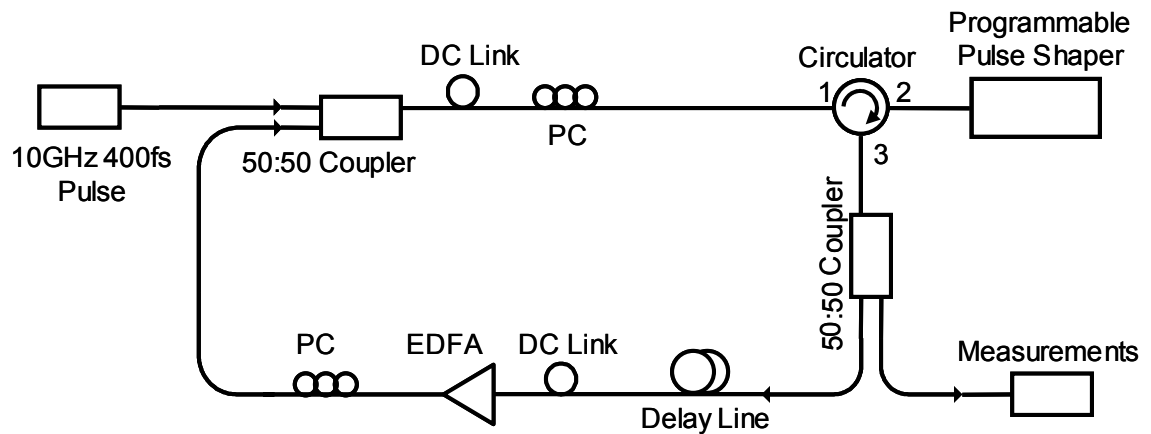 Programmable
Pulse Shaper
Circulator
DC Link
1
2
PC
10GHz 400fs
Pulse
50:50 Coupler
3
50:50 Coupler
PC
EDFA
DC Link
Delay Line
Measurements